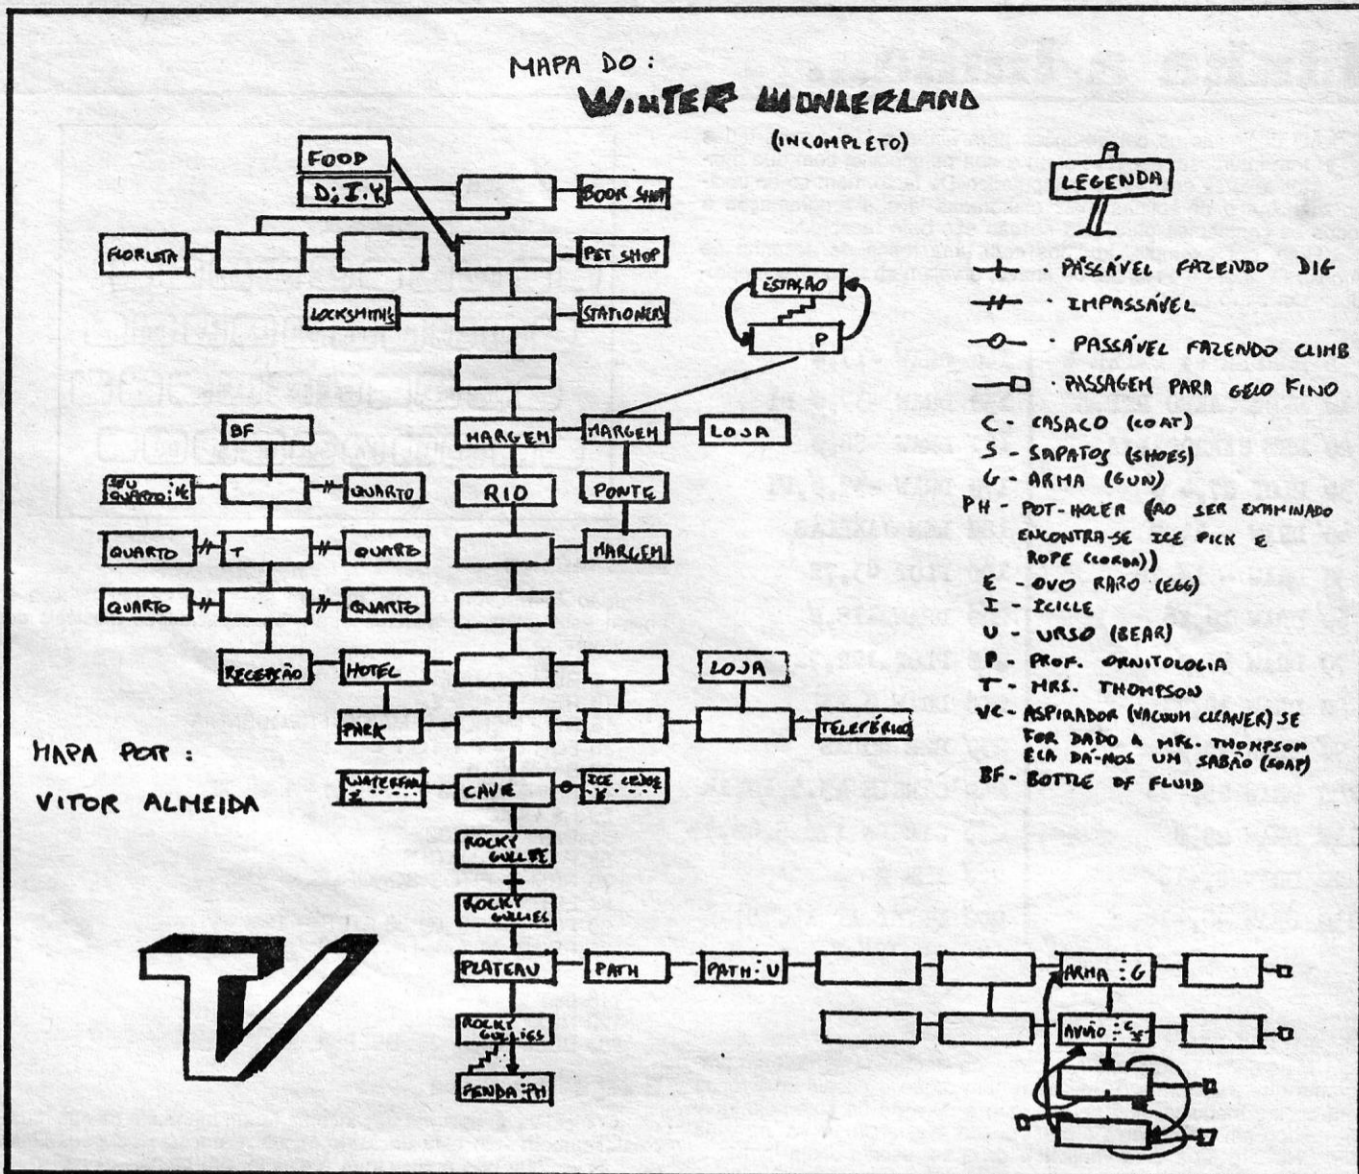 MAPA DO:
WINTER WONDERLAND
(INCOMPLETO)
FOOD
D.I.Y
BOOK SHOP
FLORISTA
PET SHOP
LOCKSMITHS
STATIONERS
ESTAÇÃO
P
BF
MARGEM
MARGEM
LOJA
QUARTO
RIO
PONTE
QUARTO
T
QUARTO
MARGEM
QUARTO
QUARTO
RECEPÇÃO
HOTEL
LOJA
PARK
TELEFÉRICO
CAVE
ROCKY
GULLIES
ROCKY
GULLIES
PLATEAU
PATH
PATH : U
ARMA : G
ROCKY
GULLIES
AVIÃO
FENDA : PH
LEGENDA
· PASSÁVEL FAZENDO DIG
· IMPASSÁVEL
· PASSÁVEL FAZENDO CLIMB
· PASSAGEM PARA GELO FINO
C - CASACO (COAT)
S - SAPATOS (SHOES)
G - ARMA (GUN)
PH - POT-HOLER (AO SER EXAMINADO
ENCONTRA-SE ICE PICK E
ROPE (CORDA))
E - OVO RARO (EGG)
I - ICICLE
U - URSO (BEAR)
P - PROF. ORNITOLOGIA
T - MRS. THOMPSON
VC - ASPIRADOR (VACUUM CLEANER) SE
FOR DADO A MRS. THOMPSON
ELA DÁ-NOS UM SABÃO (SOAP)
BF - BOTTLE OF FLUID
MAPA POR:
VITOR ALMEIDA
TV